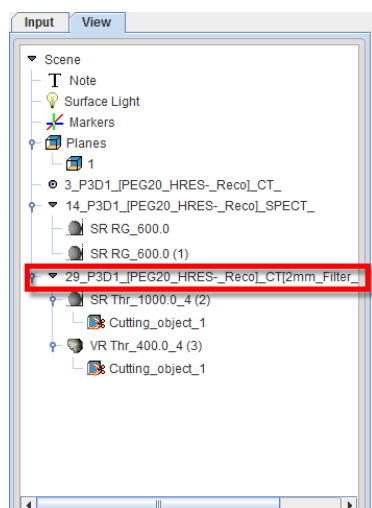 Input View
Scene
Note
Surface Light
Markers
Planes
1
3_P3D1_[PEG20_HRES-_Reco]_CT_
14_P3D1_[PEG20_HRES-_Reco]_SPECT_
SR RG_600.0
SR RG_600.0 (1)
29_P3D1_[PEG20_HRES-_Reco]_CT[2mm_Filter_
SR Thr_1000.0_4 (2)
Cutting_object_1
VR Thr_400.0_4 (3)
Cutting_object_1